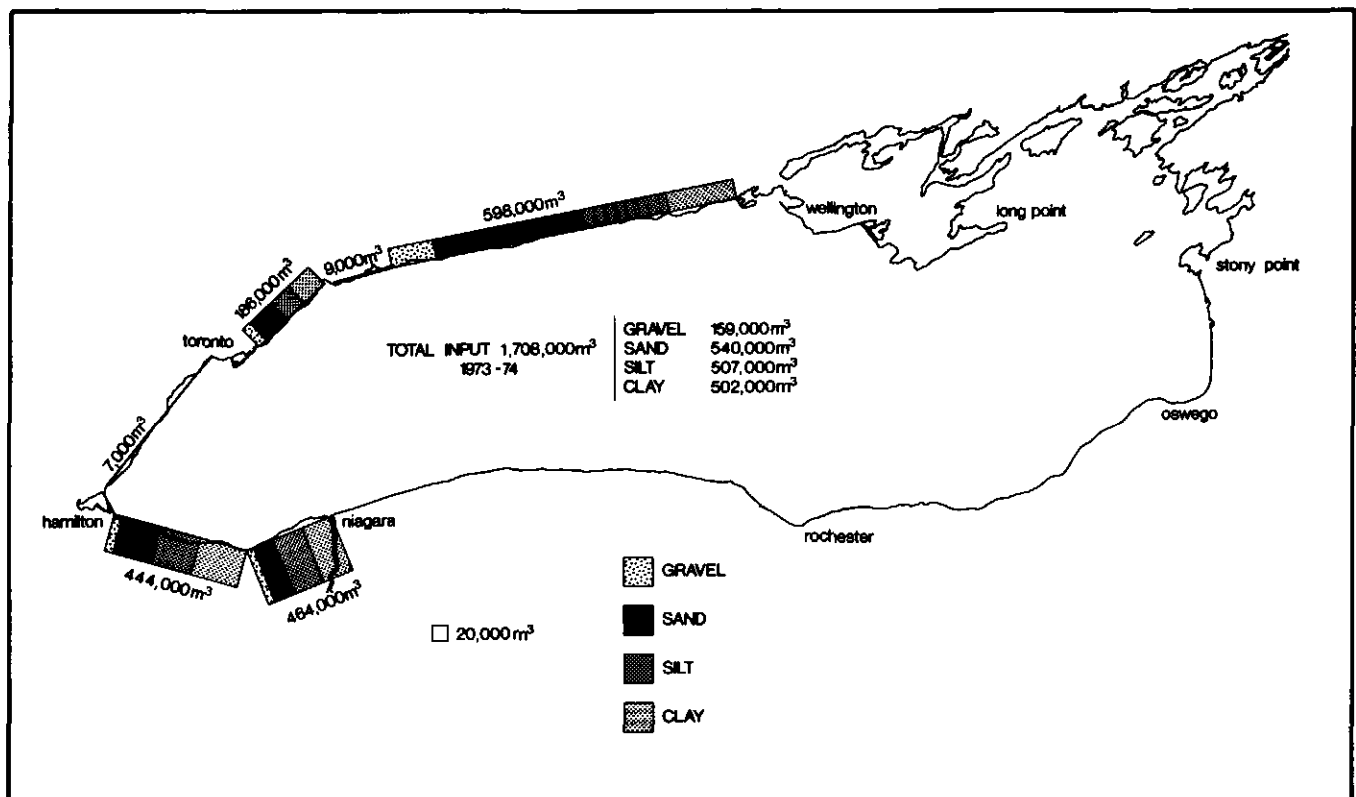 598,000m³
9,000m³
186,000m³
toronto
7,000m³
hamilton
444,000m³
niagara
464,000m³
wellington
long point
stony point
oswego
rochester
TOTAL INPUT 1,708,000m³
1973-74
GRAVEL 159,000m³
SAND 540,000m³
SILT 507,000m³
CLAY 502,000m³
20,000m³
GRAVEL
SAND
SILT
CLAY